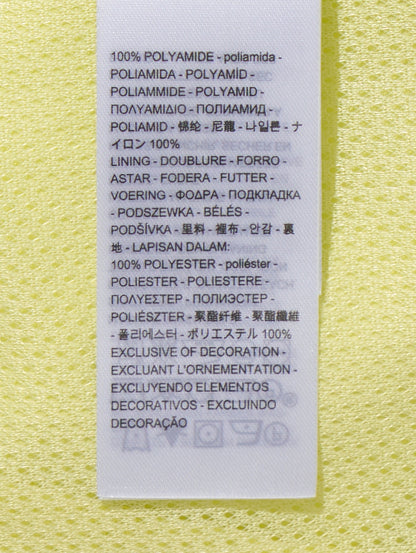 100% POLYAMIDE - poliamida -
POLIAMIDA - POLYAMÍD -
POLIAMMIDE - POLYAMID -
ΠΟΛΥΑΜΙΔΙΟ - ПОЛИАМИД -
POLIAMID - 锦纶 - 尼龍 - 나일론 - ナ
イロン 100%
LINING - DOUBLURE - FORRO -
ASTAR - FODERA - FUTTER -
VOERING - ΦΟΔΡΑ - ПОДКЛАДКА
- PODSZEWKA - BÉLÉS -
PODŠÍVKA - 里料 - 裡布 - 안감 - 裏
地 - LAPISAN DALAM:
100% POLYESTER - poliéster -
POLIESTER - POLIESTERE -
ΠΟΛΥΕΣΤΕΡ - ПОЛИЭСТЕР -
POLIÉSZTER - 聚酯纤维 - 聚酯纖維
- 폴리에스터 - ポリエステル 100%
EXCLUSIVE OF DECORATION -
EXCLUANT L'ORNEMENTATION -
EXCLUYENDO ELEMENTOS
DECORATIVOS - EXCLUINDO
DECORAÇÃO